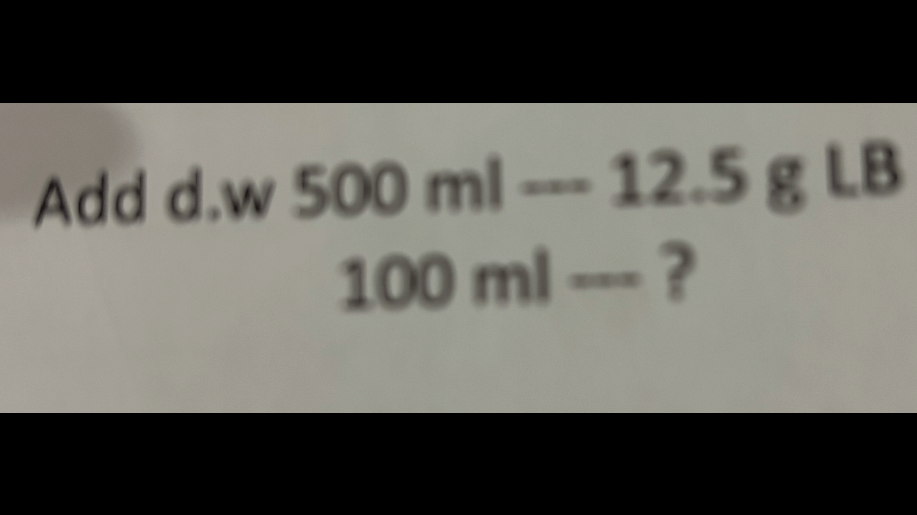 Add d.w 500 ml --- 12.5 g LB
100 ml --- ?